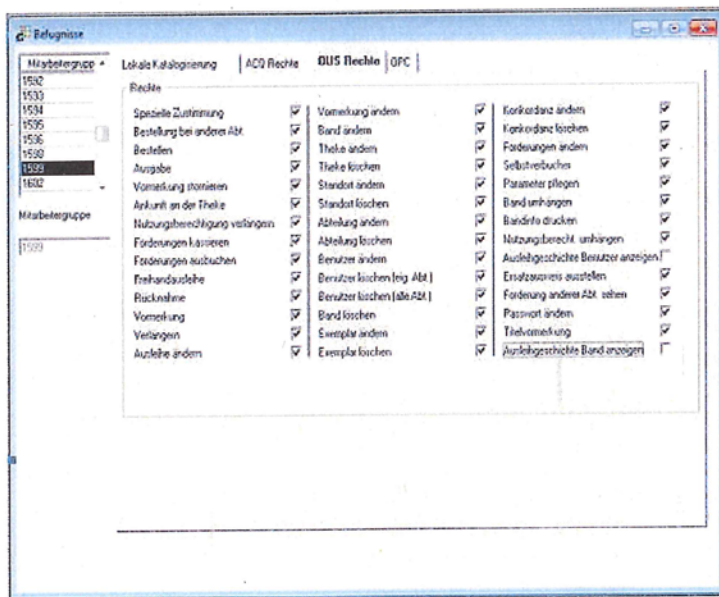 Befugnisse
Mitarbeitergrupp
1592
1593
1594
1595
1596
1598
1599
1602
Mitarbeitergruppe
1599
Lokale Katalogisierung ACQ Rechte OUS Rechte OPC
Rechte
Spezielle Zustimmung
Bestellung bei anderer Abt.
Bestellen
Ausgabe
Vormerkung stornieren
Ankunft an der Theke
Nutzungsberechtigung verlängern
Forderungen kassieren
Forderungen ausbuchen
Freihandausleihe
Rücknahme
Vormerkung
Verlängern
Ausleihe ändern
Vormerkung ändern
Band ändern
Theke ändern
Theke löschen
Standort ändern
Standort löschen
Abteilung ändern
Abteilung löschen
Benutzer ändern
Benutzer löschen (eig. Abt.)
Benutzer löschen (alle Abt.)
Band löschen
Exemplar ändern
Exemplar löschen
Konkordanz ändern
Konkordanz löschen
Forderungen ändern
Selbstverbucher
Parameter pflegen
Band umhängen
Bandinfo drucken
Nutzungsberecht. umhängen
Ausleihgeschichte Benutzer anzeigen
Ersatzausweis ausstellen
Forderung anderer Abt. sehen
Passwort ändern
Titelvormerkung
Ausleihgeschichte Band anzeigen